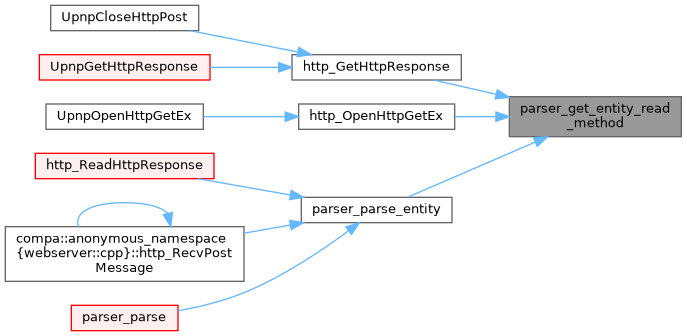 UpnpCloseHttpPost
UpnpGetHttpResponse
http_GetHttpResponse
UpnpOpenHttpGetEx
http_OpenHttpGetEx
parser_get_entity_read
_method
http_ReadHttpResponse
parser_parse_entity
compa::anonymous_namespace
{webserver::cpp}::http_RecvPost
Message
parser_parse